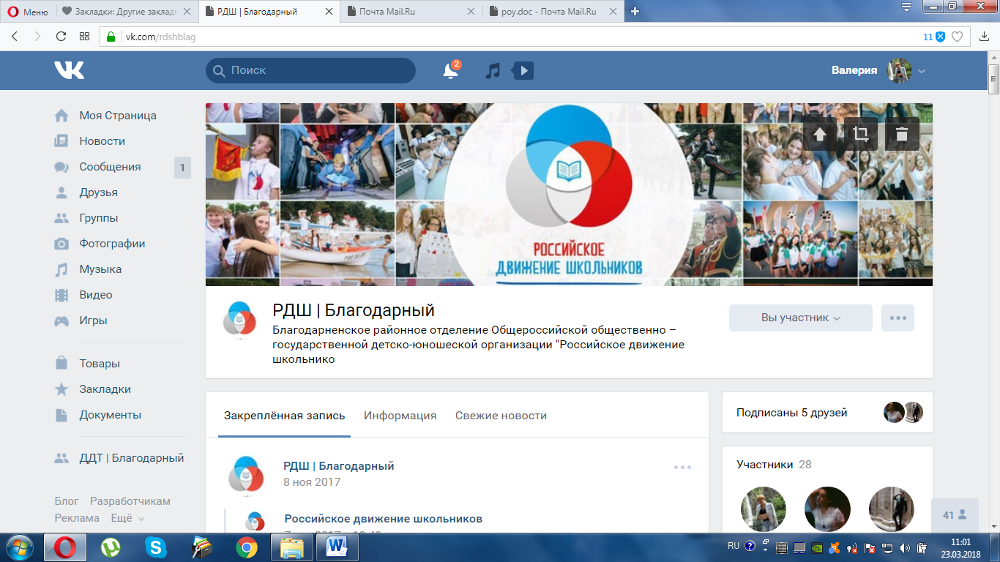 Меню
Закладки: Другие закладк
РДШ | Благодарный
Почта Mail.Ru
poy.doc - Почта Mail.Ru
vk.com/rdshblag
11
Поиск
2
Валерия
Моя Страница
Новости
Сообщения
1
Друзья
Группы
Фотографии
Музыка
Видео
Игры
Товары
Закладки
Документы
ДДТ | Благодарный
Блог Разработчикам
Реклама Ещё
РОССИЙСКОЕ
ДВИЖЕНИЕ ШКОЛЬНИКОВ
РДШ | Благодарный
Благодарненское районное отделение Общероссийской общественно –
государственной детско-юношеской организации "Российское движение
школьнико
Вы участник
Закреплённая запись
Информация
Свежие новости
РДШ | Благодарный
8 ноя 2017
Российское движение школьников
Подписаны 5 друзей
Участники 28
41
RU
11:01
23.03.2018